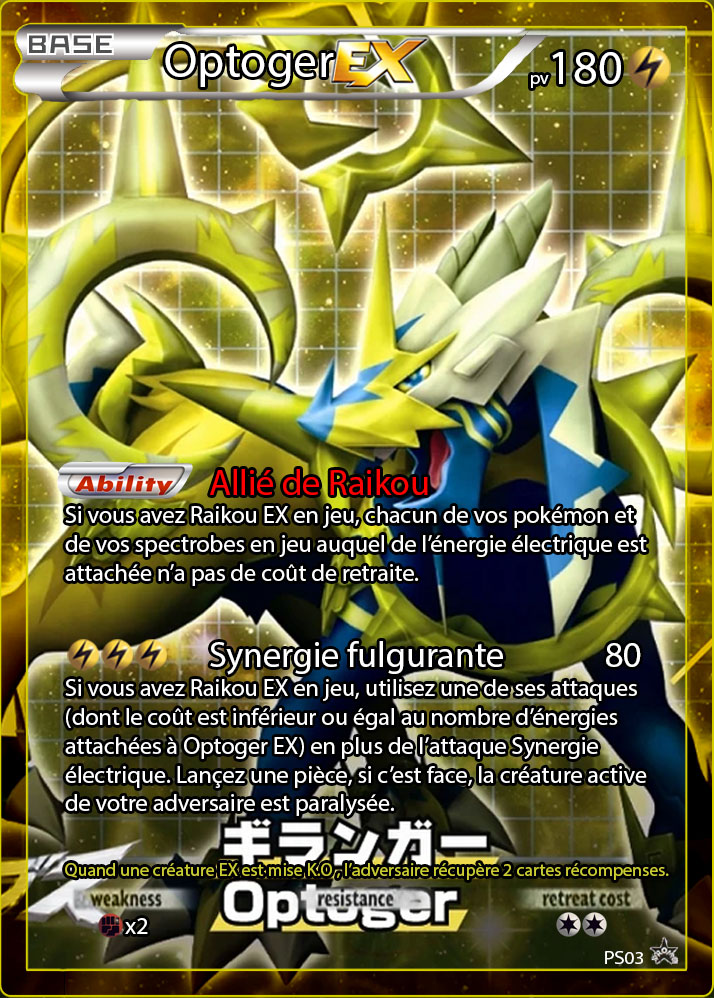 BASE
OptogerEX
pv180
Ability Allié de Raikou
Si vous avez Raikou EX en jeu, chacun de vos pokémon et
de vos spectrobes en jeu auquel de l'énergie électrique est
attachée n'a pas de coût de retraite.
Synergie fulgurante 80
Si vous avez Raikou EX en jeu, utilisez une de ses attaques
(dont le coût est inférieur ou égal au nombre d'énergies
attachées à Optoger EX) en plus de l'attaque Synergie
électrique. Lançez une pièce, si c'est face, la créature active
de votre adversaire est paralysée.
ギランガー
Quand une créature EX est mise K.O, l'adversaire récupère 2 cartes récompenses.
weakness resistance retreat cost
Optoger
x2
PS03